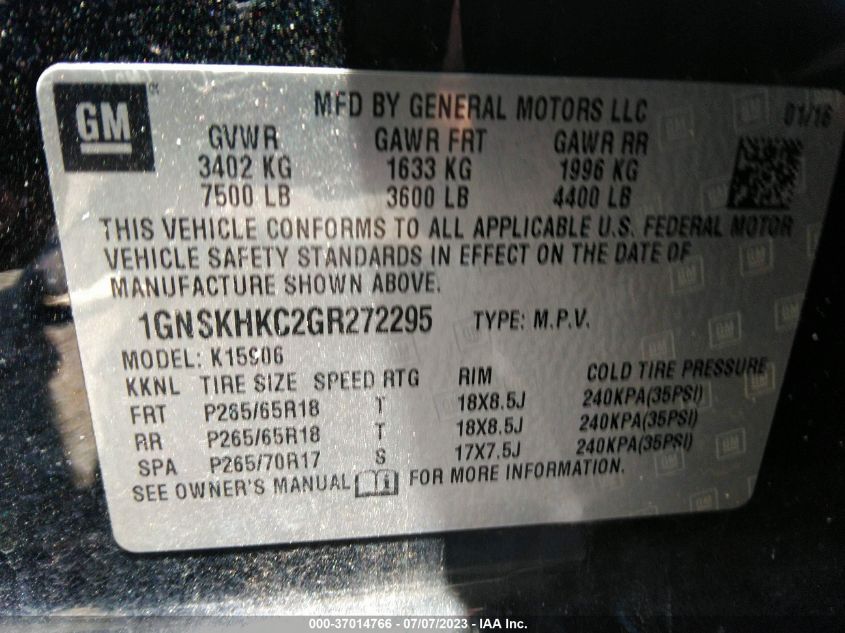 GM
MFD BY GENERAL MOTORS LLC 01/16
GVWR GAWR FRT GAWR RR
3402 KG 1633 KG 1996 KG
7500 LB 3600 LB 4400 LB
THIS VEHICLE CONFORMS TO ALL APPLICABLE U.S. FEDERAL MOTOR
VEHICLE SAFETY STANDARDS IN EFFECT ON THE DATE OF
MANUFACTURE SHOWN ABOVE.
1GNSKHKC2GR272295 TYPE: M.P.V.
MODEL: K15906
KKNL TIRE SIZE SPEED RTG RIM COLD TIRE PRESSURE
FRT P265/65R18 T 18X8.5J 240KPA(35PSI)
RR P265/65R18 T 18X8.5J 240KPA(35PSI)
SPA P265/70R17 S 17X7.5J 240KPA(35PSI)
SEE OWNER'S MANUAL i FOR MORE INFORMATION.
000-37014766 - 07/07/2023 - IAA Inc.